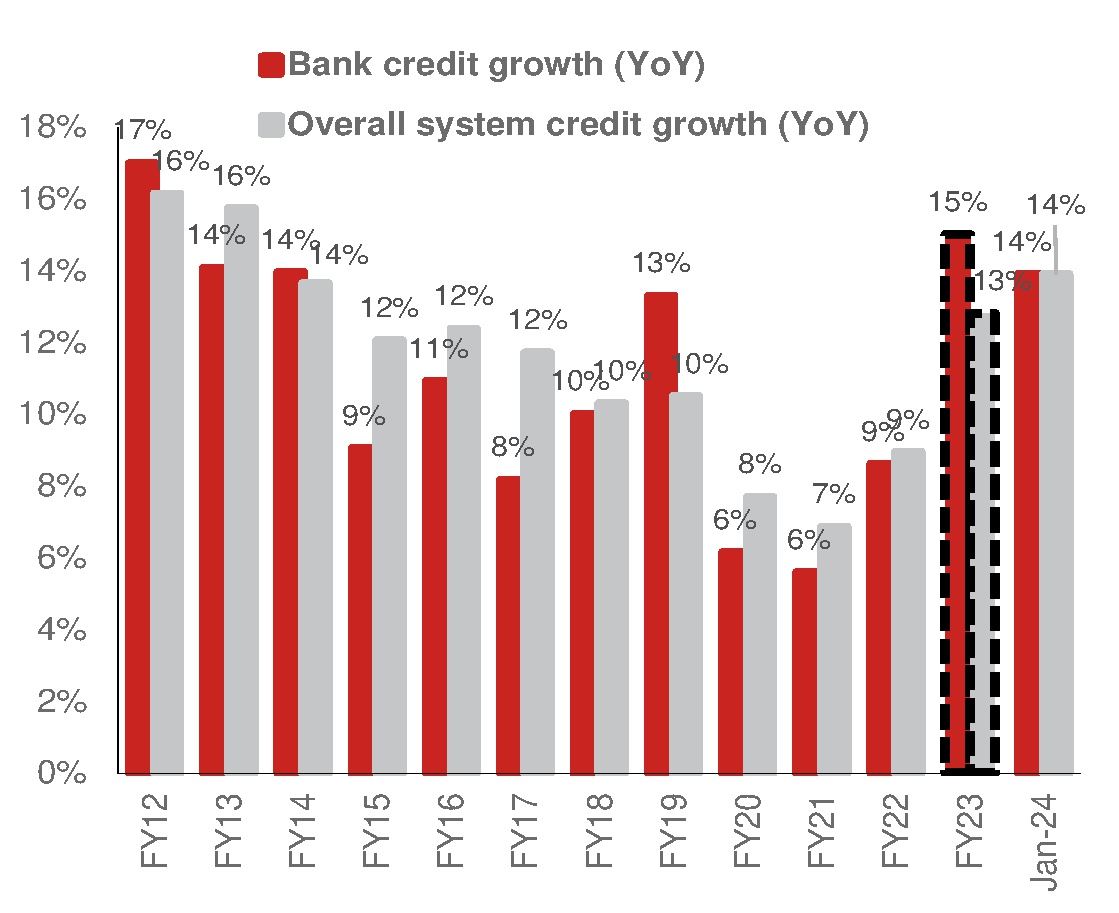 Bank credit growth (YoY)
Overall system credit growth (YoY)
18%
16%
14%
12%
10%
8%
6%
4%
2%
0%
17%
16%
14%
16%
14%
14%
9%
12%
11%
12%
8%
12%
10%
10%
13%
10%
6%
8%
6%
7%
9%
9%
15%
13%
14%
14%
FY12
FY13
FY14
FY15
FY16
FY17
FY18
FY19
FY20
FY21
FY22
FY23
Jan-24